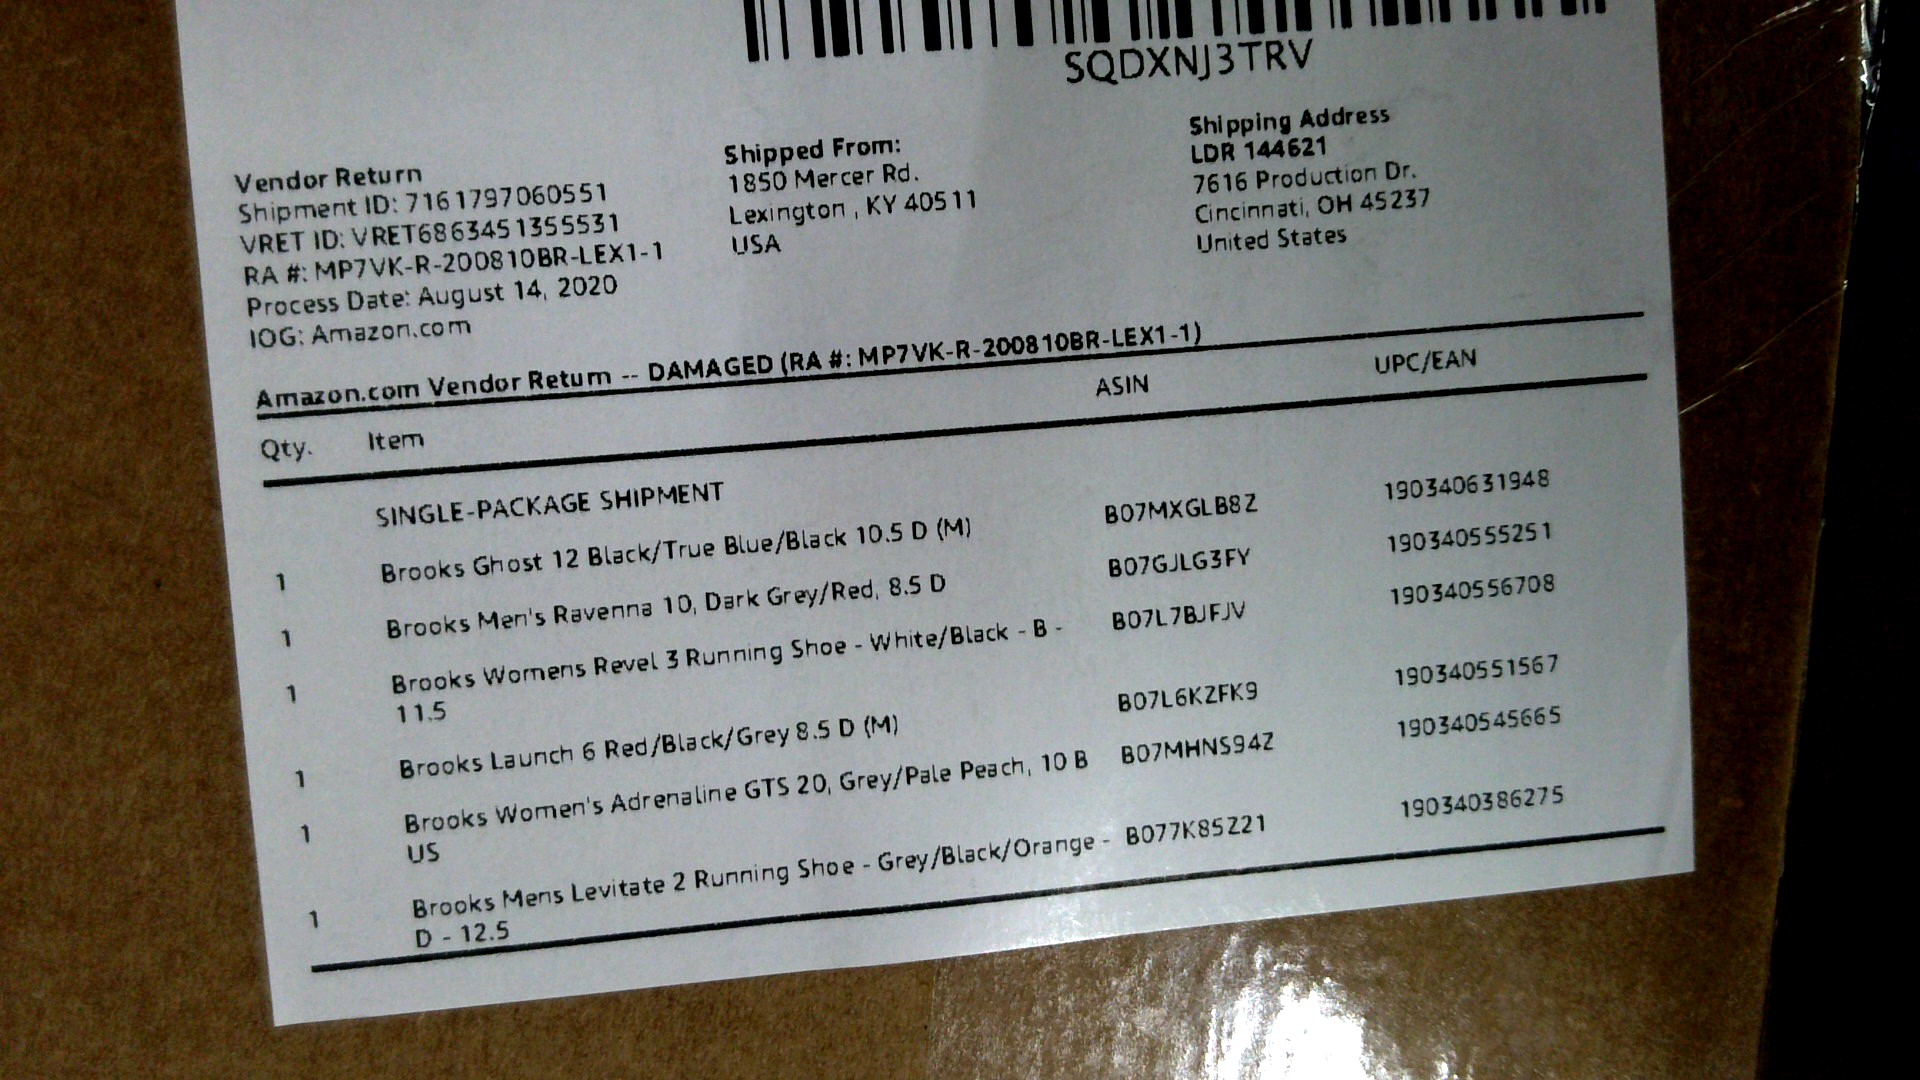 SQDXNJ3TRV
Vendor Return
Shipment ID: 7161797060551
VRET ID: VRET6863451355531
RA #: MP7VK-R-200810BR-LEX1-1
Process Date: August 14, 2020
IOG: Amazon.com
Shipped From:
1850 Mercer Rd.
Lexington , KY 40511
USA
Shipping Address
LDR 144621
7616 Production Dr.
Cincinnati, OH 45237
United States
Amazon.com Vendor Return -- DAMAGED (RA #: MP7VK-R-200810BR-LEX1-1)
Qty. Item ASIN UPC/EAN
SINGLE-PACKAGE SHIPMENT
1 Brooks Ghost 12 Black/True Blue/Black 10.5 D (M) B07MXGLB8Z 190340631948
1 Brooks Men's Ravenna 10, Dark Grey/Red, 8.5 D B07GJLG3FY 190340555251
1 Brooks Womens Revel 3 Running Shoe - White/Black - B - B07L7BJFJV 190340556708
11.5
1 Brooks Launch 6 Red/Black/Grey 8.5 D (M) B07L6KZFK9 190340551567
1 Brooks Women's Adrenaline GTS 20, Grey/Pale Peach, 10 B B07MHNS94Z 190340545665
US
1 Brooks Mens Levitate 2 Running Shoe - Grey/Black/Orange - B077K85Z21 190340386275
D - 12.5